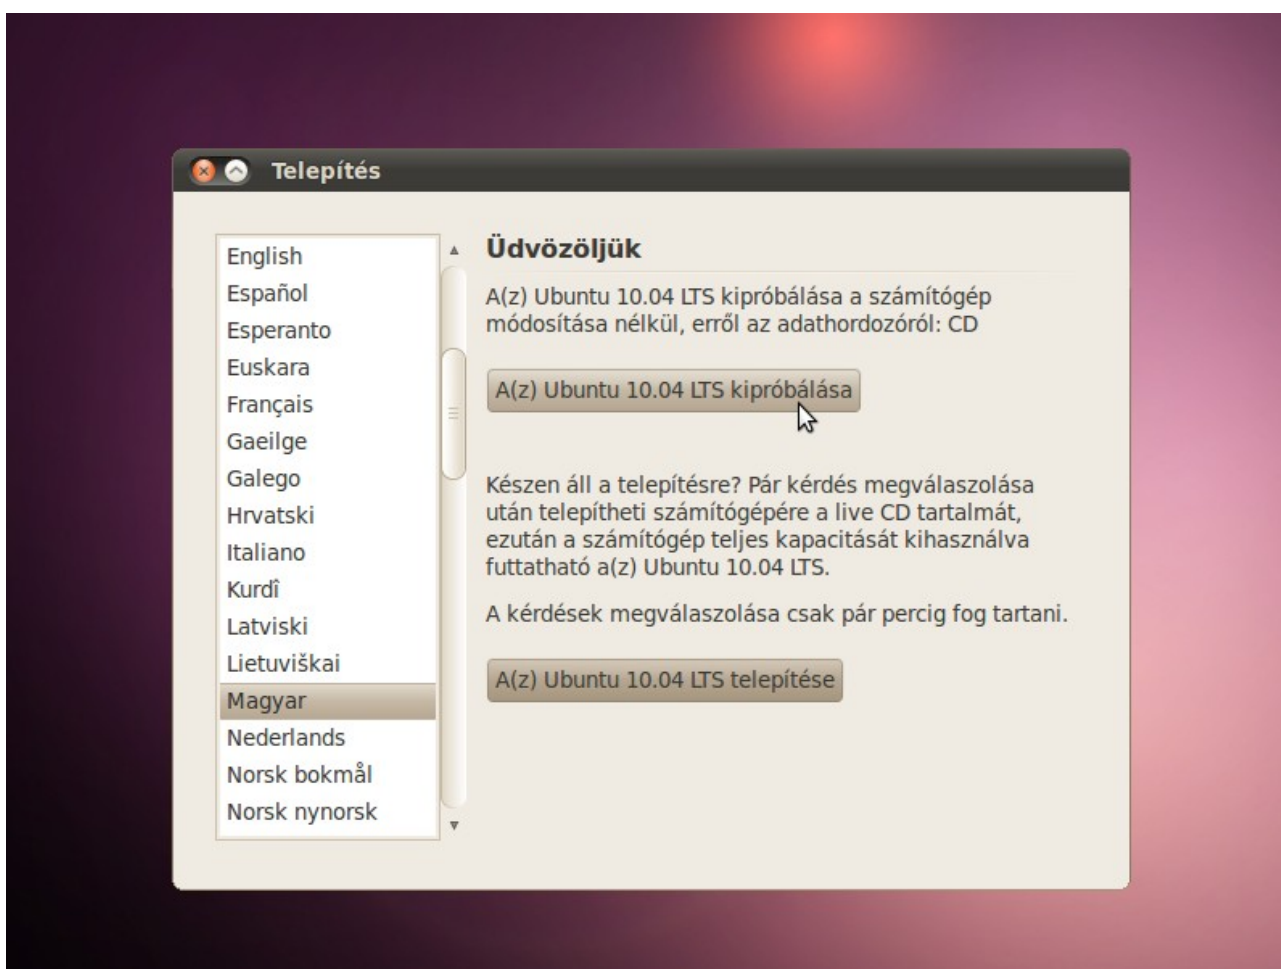 Telepítés
English
Español
Esperanto
Euskara
Français
Gaeilge
Galego
Hrvatski
Italiano
Kurdî
Latviski
Lietuviškai
Magyar
Nederlands
Norsk bokmål
Norsk nynorsk
Üdvözöljük
A(z) Ubuntu 10.04 LTS kipróbálása a számítógép
módosítása nélkül, erről az adathordozóról: CD
A(z) Ubuntu 10.04 LTS kipróbálása
Készen áll a telepítésre? Pár kérdés megválaszolása
után telepítheti számítógépére a live CD tartalmát,
ezután a számítógép teljes kapacitását kihasználva
futtatható a(z) Ubuntu 10.04 LTS.
A kérdések megválaszolása csak pár percig fog tartani.
A(z) Ubuntu 10.04 LTS telepítése